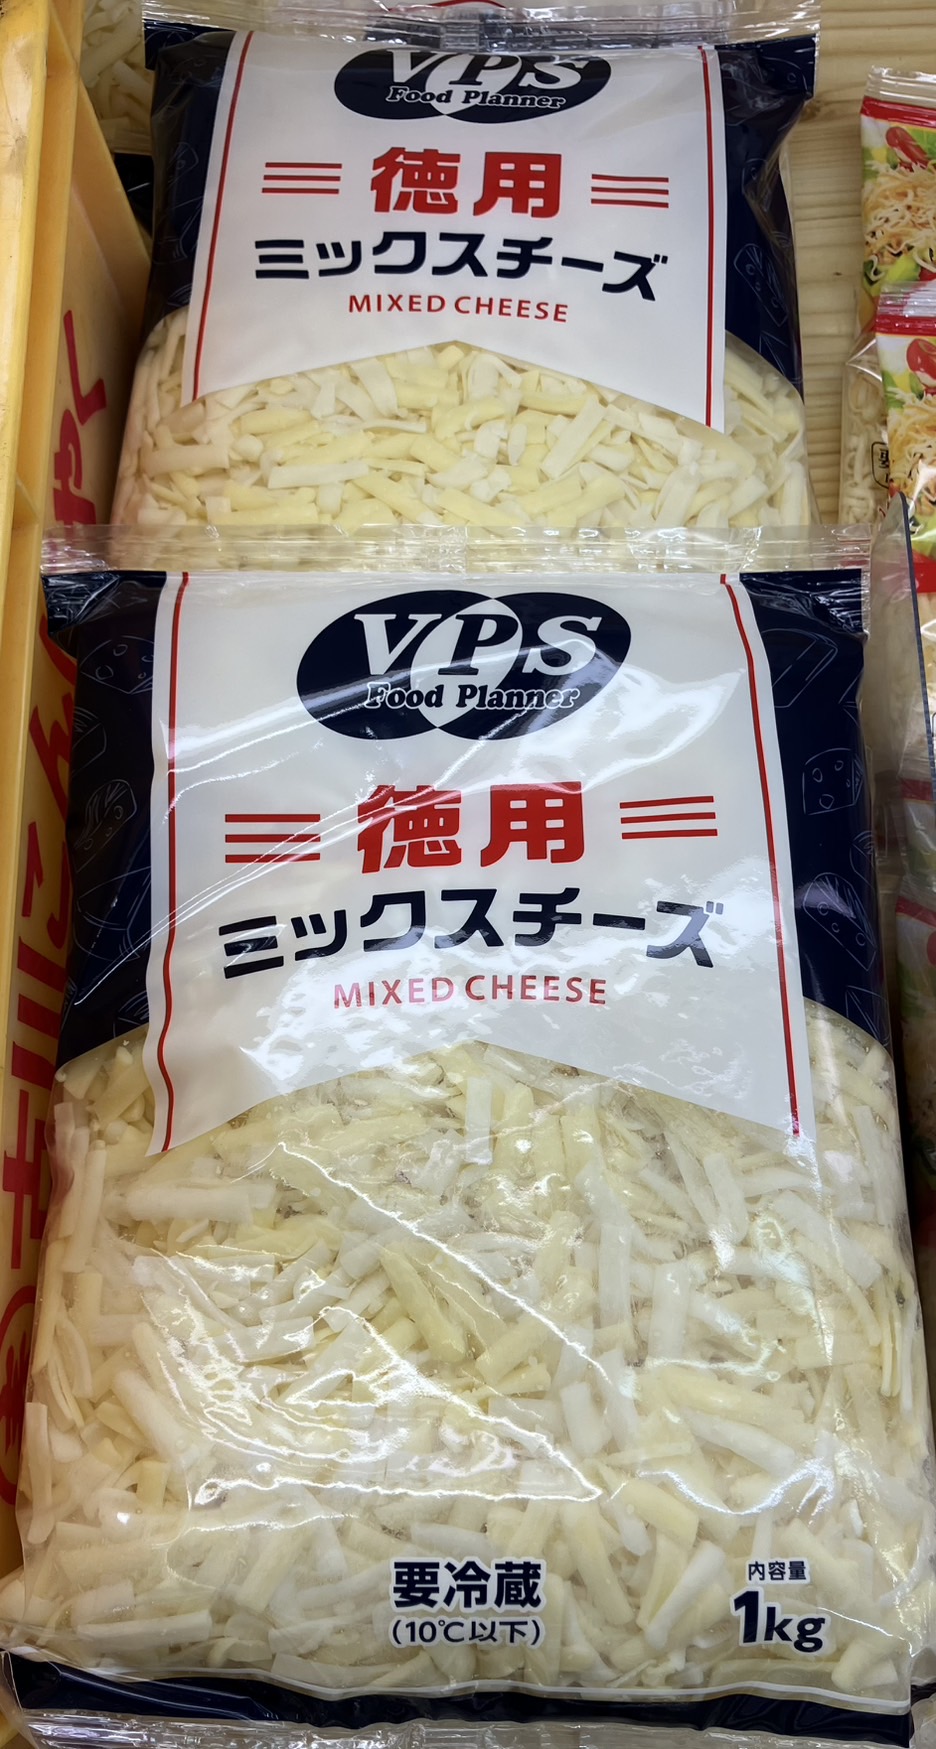 VPS
Food Planner
徳用
ミックスチーズ
MIXED CHEESE
VPS
Food Planner
徳用
ミックスチーズ
MIXED CHEESE
要冷蔵
(10℃以下)
内容量
1kg